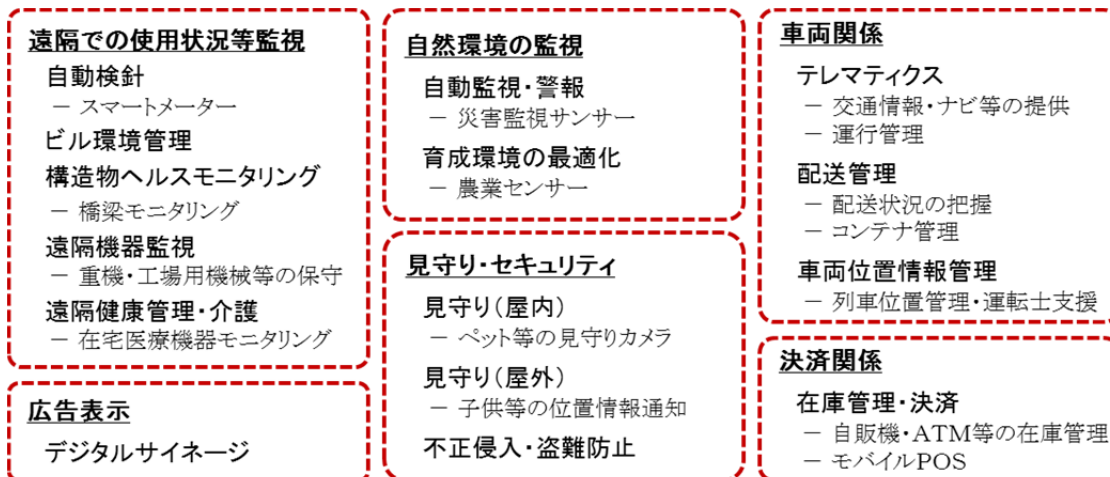 遠隔での使用状況等監視
自動検針
－ スマートメーター
ビル環境管理
構造物ヘルスモニタリング
－ 橋梁モニタリング
遠隔機器監視
－ 重機・工場用機械等の保守
遠隔健康管理・介護
－ 在宅医療機器モニタリング
広告表示
デジタルサイネージ
自然環境の監視
自動監視・警報
－ 災害監視サンサー
育成環境の最適化
－ 農業センサー
見守り・セキュリティ
見守り（屋内）
－ ペット等の見守りカメラ
見守り（屋外）
－ 子供等の位置情報通知
不正侵入・盗難防止
車両関係
テレマティクス
－ 交通情報・ナビ等の提供
－ 運行管理
配送管理
－ 配送状況の把握
－ コンテナ管理
車両位置情報管理
－ 列車位置管理・運転士支援
決済関係
在庫管理・決済
－ 自販機・ATM等の在庫管理
－ モバイルPOS